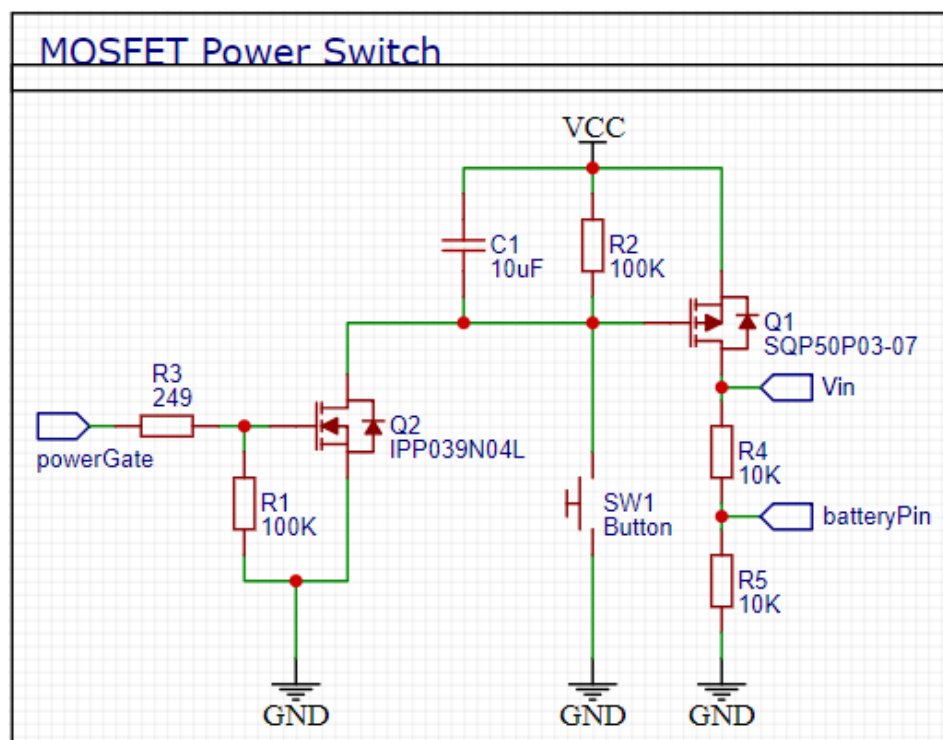 MOSFET Power Switch
VCC
C1
10uF
R2
100K
Q1
SQP50P03-07
Vin
R3
249
powerGate
Q2
IPP039N04L
R4
10K
R1
100K
SW1
Button
batteryPin
R5
10K
GND
GND
GND